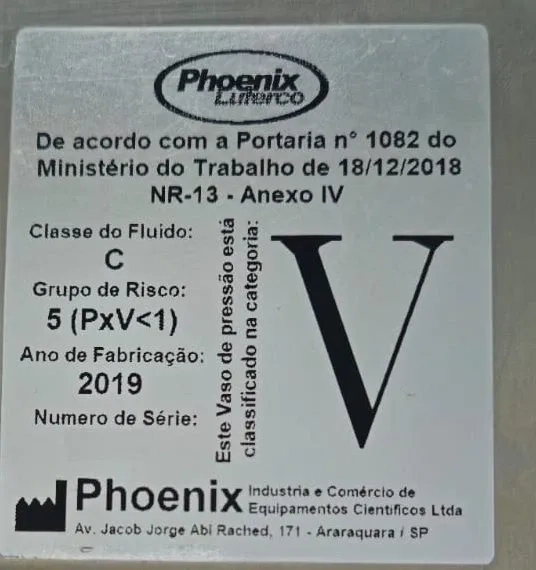 Phoenix
Luferco
De acordo com a Portaria n° 1082 do
Ministério do Trabalho de 18/12/2018
NR-13 - Anexo IV
Classe do Fluido:
C
Grupo de Risco:
5 (PxV<1)
Ano de Fabricação:
2019
Numero de Série:
Este Vaso de pressão está
classificado na categoria:
V
Phoenix
Industria e Comércio de
Equipamentos Científicos Ltda
Av. Jacob Jorge Abi Rached, 171 - Araraquara / SP